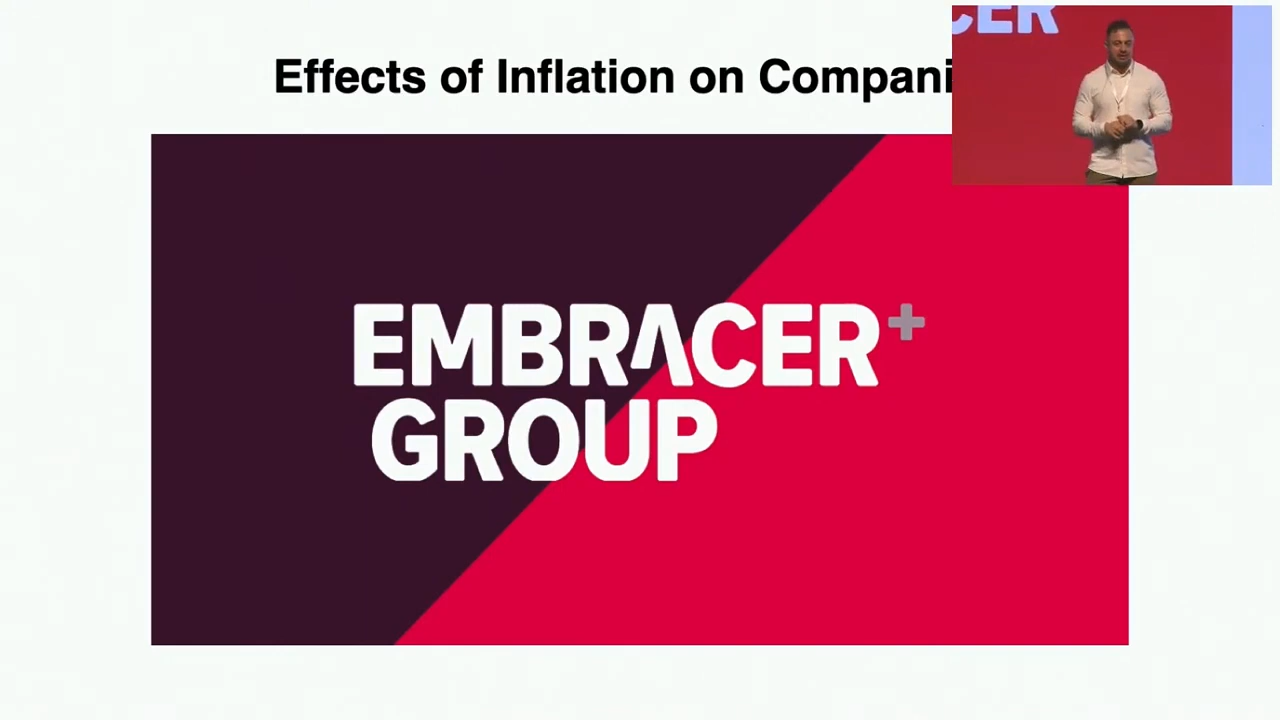 Effects of Inflation on Compani
CER
EMBRACER+
GROUP